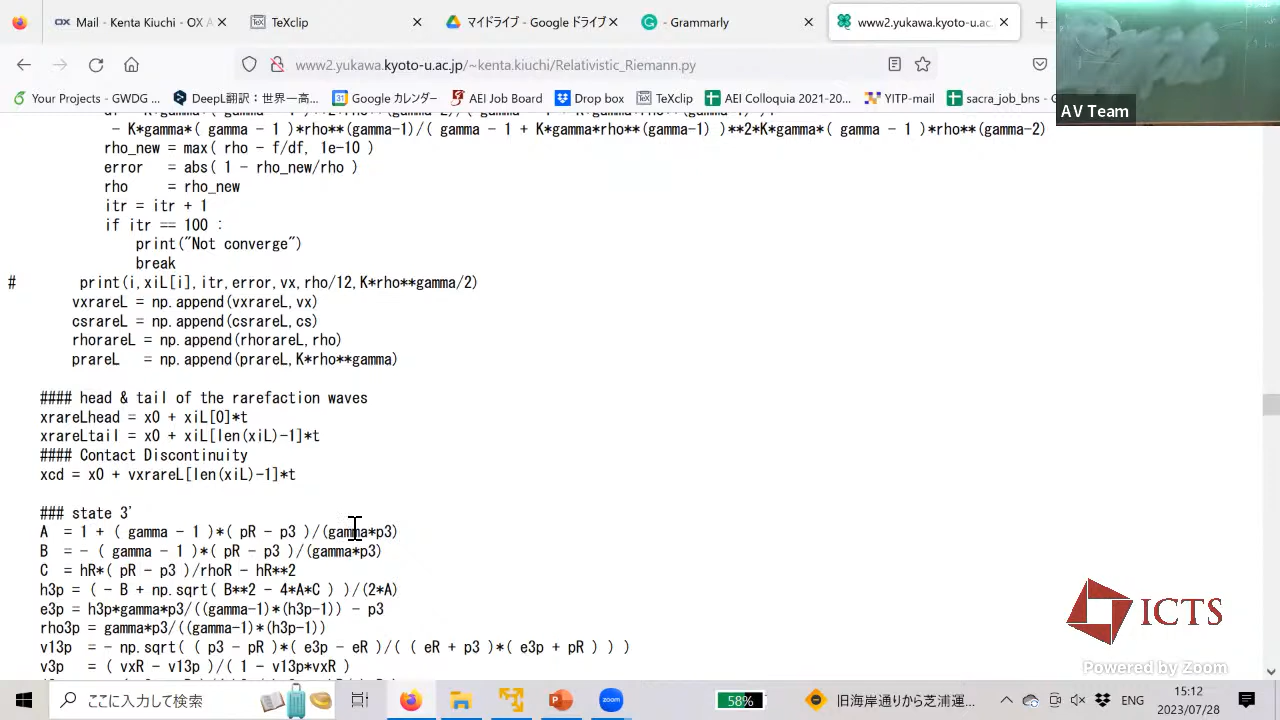 Mail - Kenta Kiuchi - OX A
TeXclip
マイドライブ - Google ドライブ
- Grammarly
www2.yukawa.kyoto-u.ac.
www2.yukawa.kyoto-u.ac.jp/~kenta.kiuchi/Relativistic_Riemann.py
Your Projects - GWDG ...
DeepL翻訳：世界一高...
Google カレンダー
AEI Job Board
Drop box
TeXclip
AEI Colloquia 2021-20...
YITP-mail
sacra_job_bns -
AV Team
- K*gamma*( gamma - 1 )*rho**(gamma-1)/( gamma - 1 + K*gamma*rho**(gamma-1) )**2*K*gamma*( gamma - 1 )*rho**(gamma-2)
rho_new = max( rho - f/df, 1e-10 )
error = abs( 1 - rho_new/rho )
rho = rho_new
itr = itr + 1
if itr == 100 :
print("Not converge")
break
# print(i,xiL[i],itr,error,vx,rho/12,K*rho**gamma/2)
vxrareL = np.append(vxrareL,vx)
csrareL = np.append(csrareL,cs)
rhorareL = np.append(rhorareL,rho)
prareL = np.append(prareL,K*rho**gamma)
#### head & tail of the rarefaction waves
xrareLhead = x0 + xiL[0]*t
xrareLtail = x0 + xiL[len(xiL)-1]*t
#### Contact Discontinuity
xcd = x0 + vxrareL[len(xiL)-1]*t
### state 3'
A = 1 + ( gamma - 1 )*( pR - p3 )/(gamma*p3)
B = - ( gamma - 1 )*( pR - p3 )/(gamma*p3)
C = hR*( pR - p3 )/rhoR - hR**2
h3p = ( - B + np.sqrt( B**2 - 4*A*C ) )/(2*A)
e3p = h3p*gamma*p3/((gamma-1)*(h3p-1)) - p3
rho3p = gamma*p3/((gamma-1)*(h3p-1))
v13p = - np.sqrt( ( p3 - pR )*( e3p - eR )/( ( eR + p3 )*( e3p + pR ) ) )
v3p = ( vxR - v13p )/( 1 - v13p*vxR )
ICTS
Powered by Zoom
ここに入力して検索
zoom
58%
旧海岸通りから芝浦運...
ENG
15:12
2023/07/28